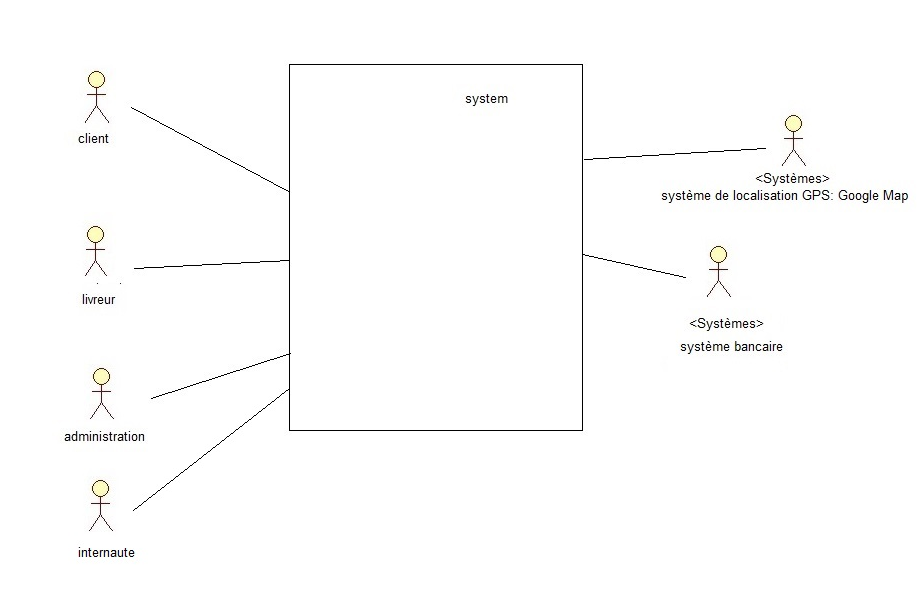 system
client
<Systèmes>
système de localisation GPS: Google Map
livreur
<Systèmes>
système bancaire
administration
internaute